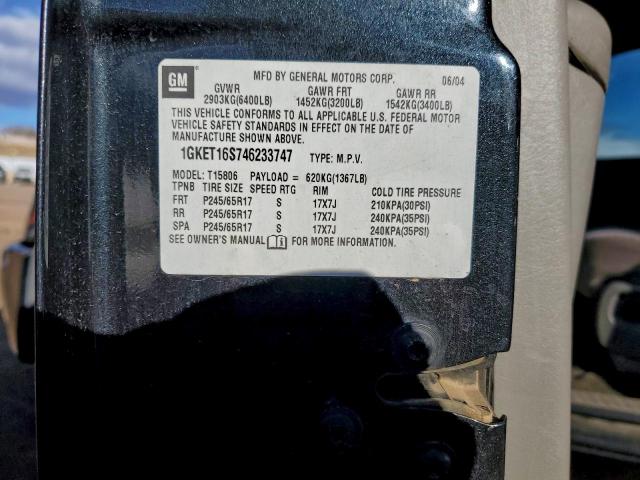 GM MFD BY GENERAL MOTORS CORP. 06/04
GVWR GAWR FRT GAWR RR
2903KG(6400LB) 1452KG(3200LB) 1542KG(3400LB)
THIS VEHICLE CONFORMS TO ALL APPLICABLE U.S. FEDERAL MOTOR
VEHICLE SAFETY STANDARDS IN EFFECT ON THE DATE OF
MANUFACTURE SHOWN ABOVE.
1GKET16S746233747 TYPE: M.P.V.
MODEL: T15806 PAYLOAD = 620KG(1367LB)
TPNB TIRE SIZE SPEED RTG RIM COLD TIRE PRESSURE
FRT P245/65R17 S 17X7J 210KPA(30PSI)
RR P245/65R17 S 17X7J 240KPA(35PSI)
SPA P245/65R17 S 17X7J 240KPA(35PSI)
SEE OWNER'S MANUAL FOR MORE INFORMATION.